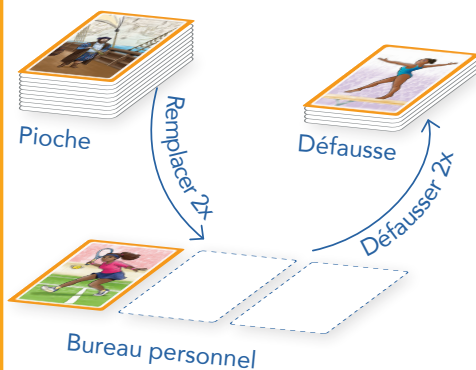 Pioche
Remplacer 2x
Défausse
Défausser 2x
Bureau personnel